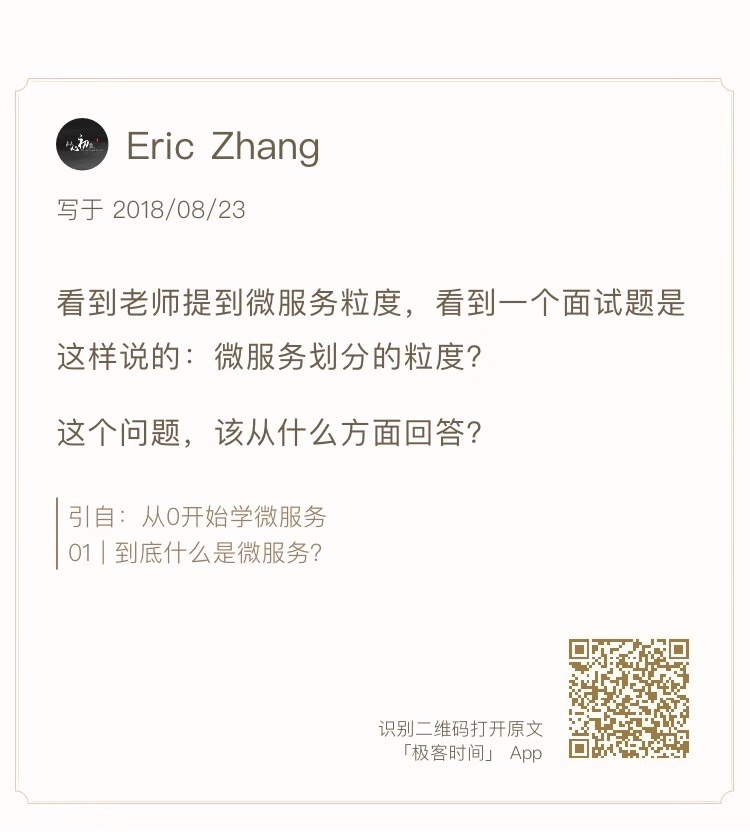 Eric Zhang
写于 2018/08/23
看到老师提到微服务粒度，看到一个面试题是
这样说的：微服务划分的粒度？
这个问题，该从什么方面回答？
引自：从0开始学微服务
01 | 到底什么是微服务？
识别二维码打开原文
「极客时间」 App